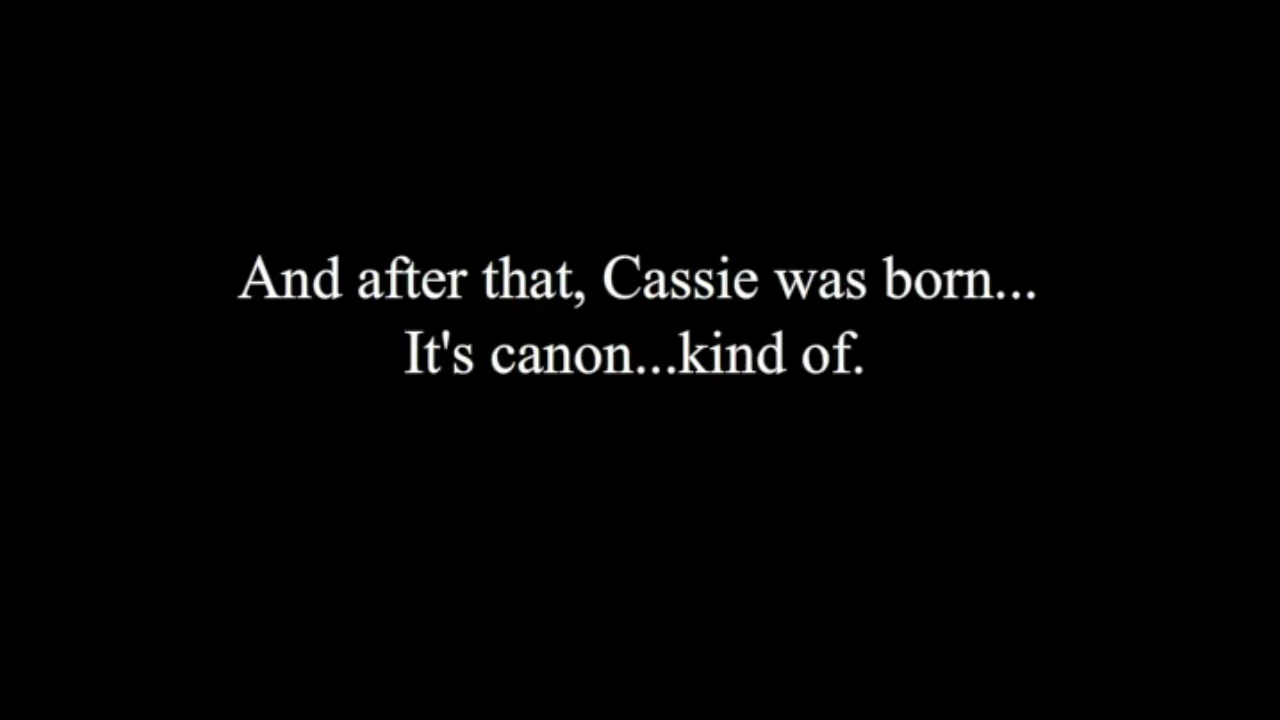 And after that, Cassie was born...
It's canon...kind of.